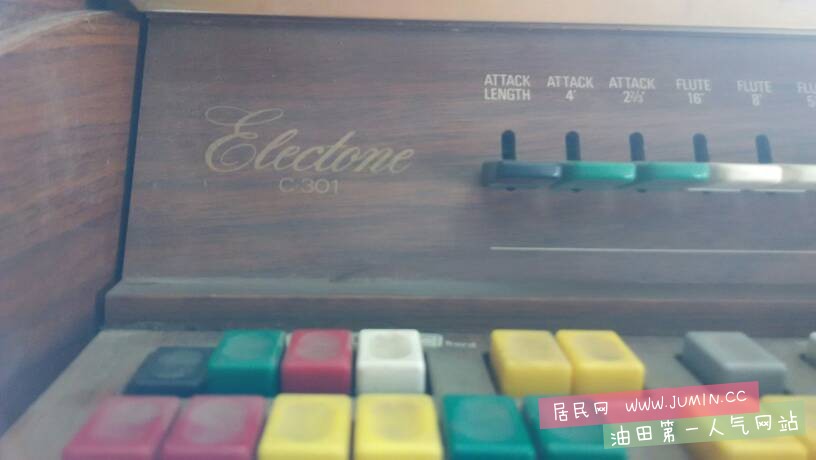 ATTACK LENGTH
ATTACK 4'
ATTACK 2⅔'
FLUTE 16'
FLUTE 8'
Electone
C-301
居民网 WWW.JUMIN.CC
油田第一人气网站